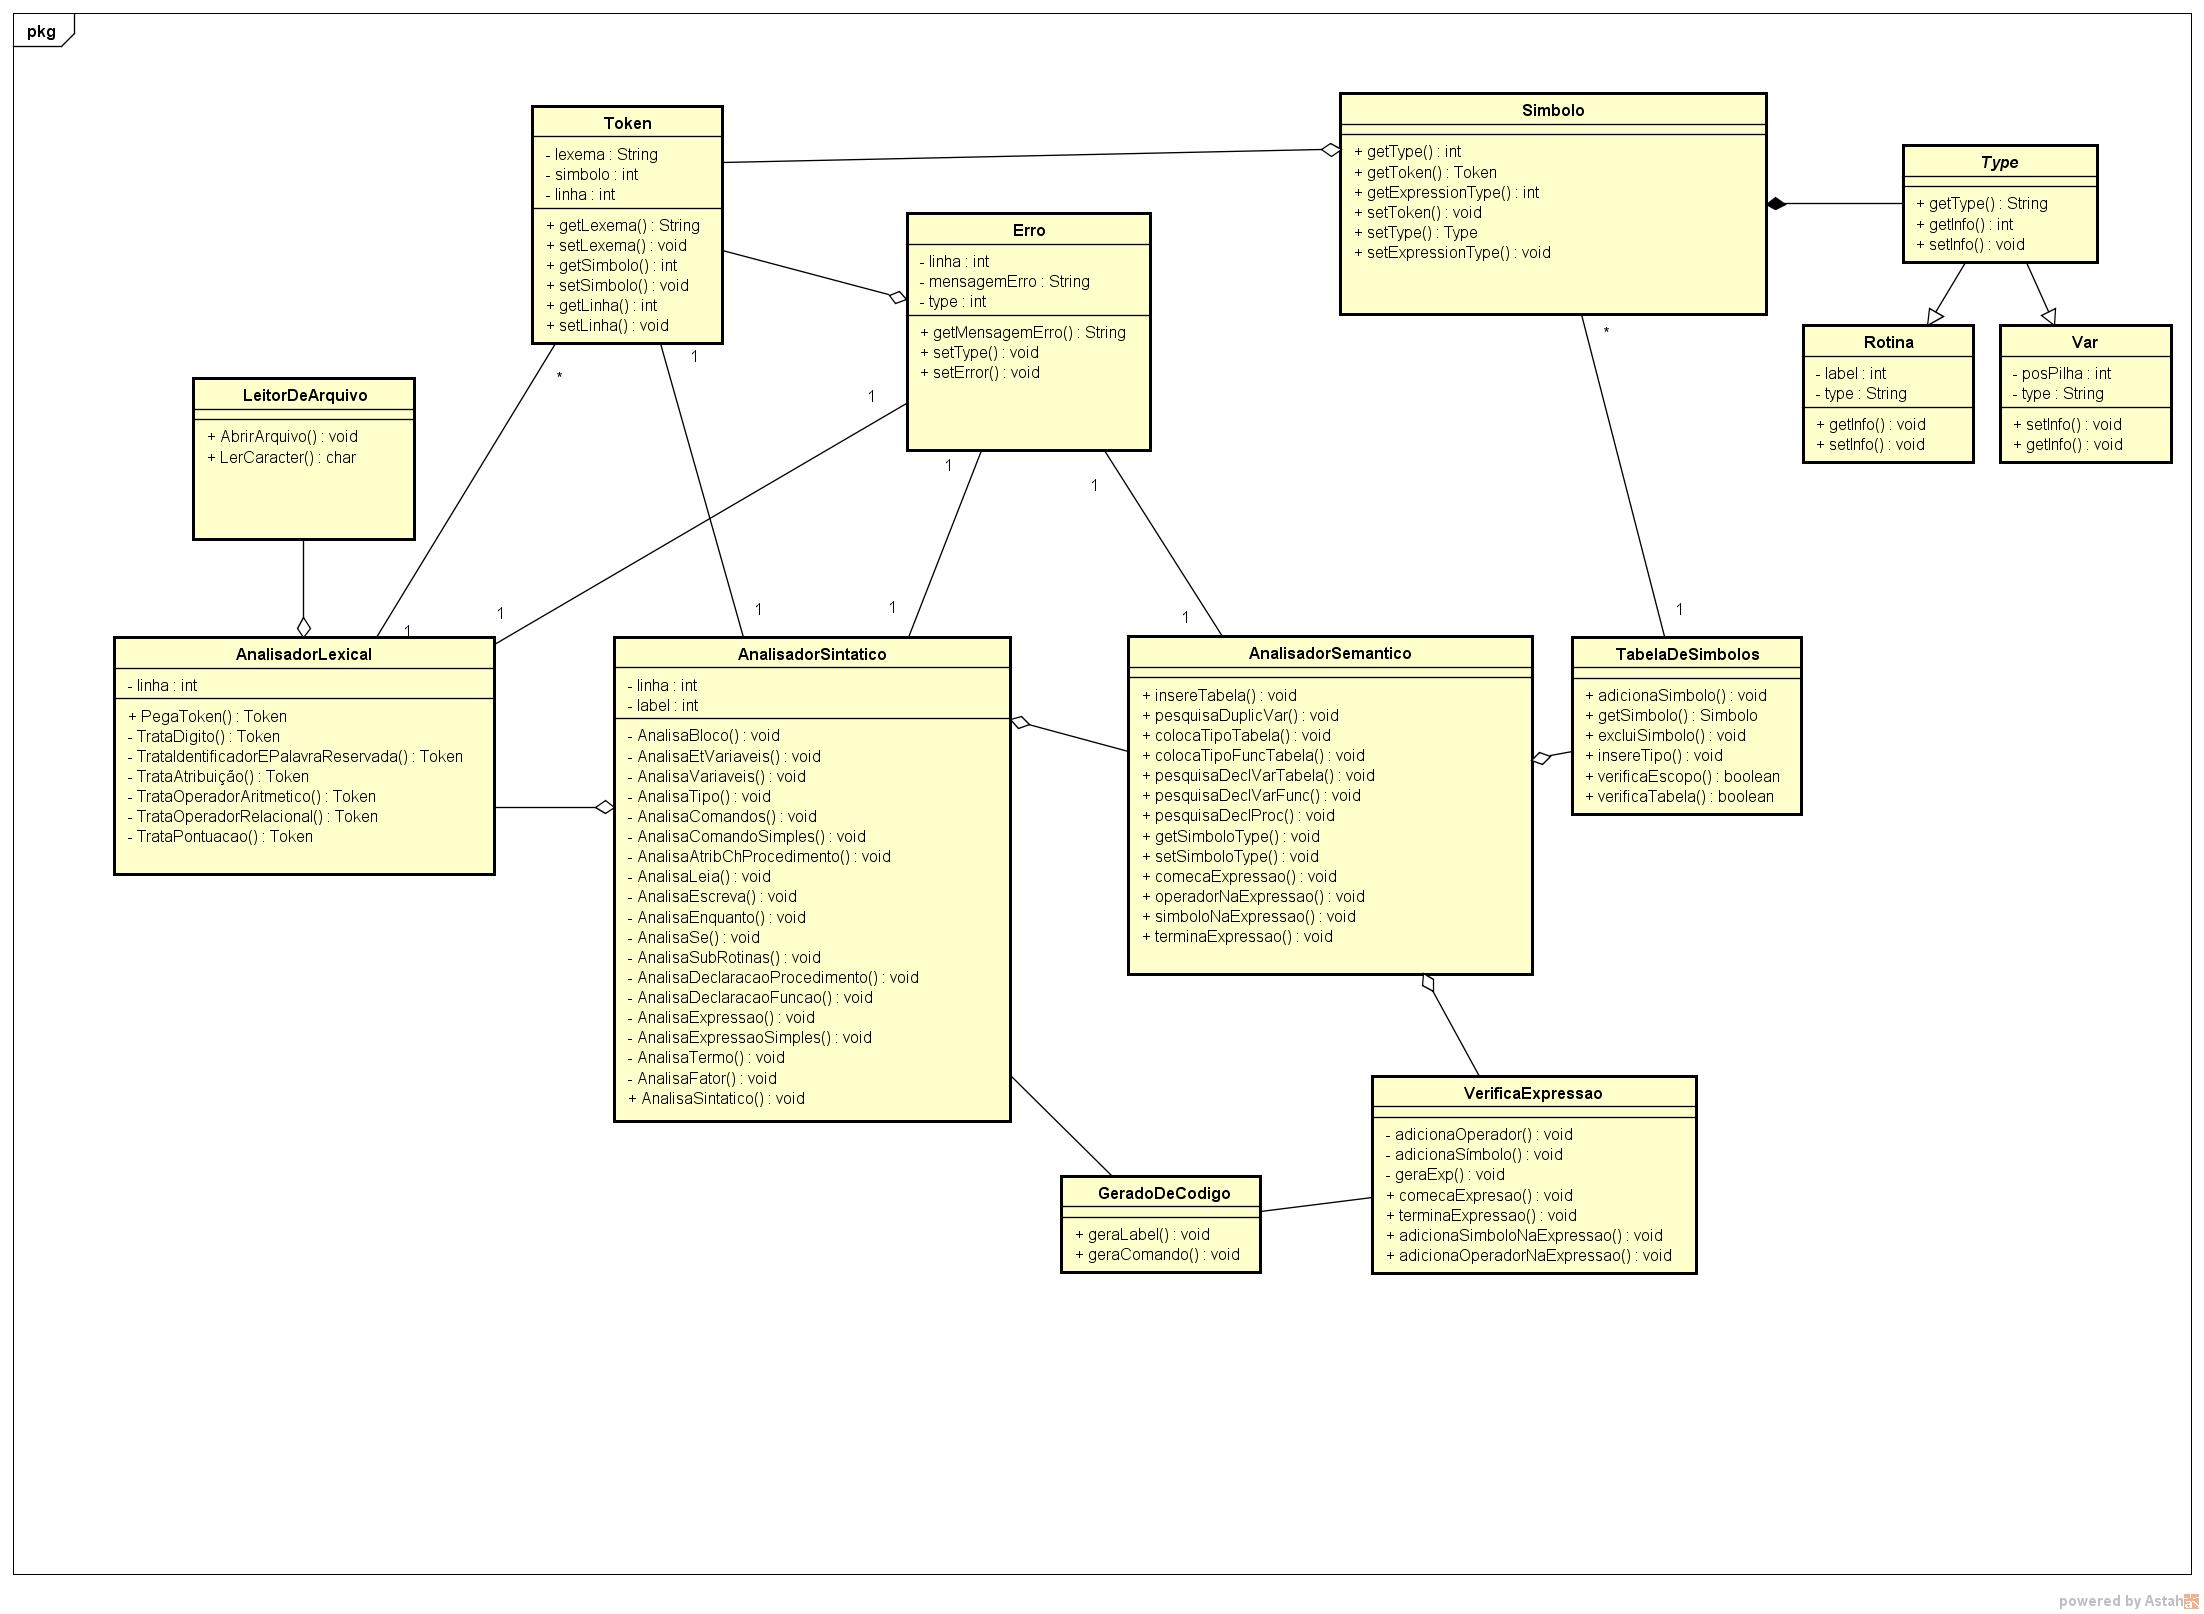 pkg
Token
- lexema : String
- simbolo : int
- linha : int
+ getLexema() : String
+ setLexema() : void
+ getSimbolo() : int
+ setSimbolo() : void
+ getLinha() : int
+ setLinha() : void
Simbolo
+ getType() : int
+ getToken() : Token
+ getExpressionType() : int
+ setToken() : void
+ setType() : Type
+ setExpressionType() : void
Type
+ getType() : String
+ getInfo() : int
+ setInfo() : void
Erro
- linha : int
- mensagemErro : String
- type : int
+ getMensagemErro() : String
+ setType() : void
+ setError() : void
Rotina
- label : int
- type : String
+ getInfo() : void
+ setInfo() : void
Var
- posPilha : int
- type : String
+ setInfo() : void
+ getInfo() : void
LeitorDeArquivo
+ AbrirArquivo() : void
+ LerCaracter() : char
*
1
1
1
1
*
1
1
1
1
1
1
AnalisadorLexical
- linha : int
+ PegaToken() : Token
- TrataDigito() : Token
- TrataIdentificadorEPalavraReservada() : Token
- TrataAtribuição() : Token
- TrataOperadorAritmetico() : Token
- TrataOperadorRelacional() : Token
- TrataPontuacao() : Token
AnalisadorSintatico
- linha : int
- label : int
- AnalisaBloco() : void
- AnalisaEtVariaveis() : void
- AnalisaVariaveis() : void
- AnalisaTipo() : void
- AnalisaComandos() : void
- AnalisaComandoSimples() : void
- AnalisaAtribChProcedimento() : void
- AnalisaLeia() : void
- AnalisaEscreva() : void
- AnalisaEnquanto() : void
- AnalisaSe() : void
- AnalisaSubRotinas() : void
- AnalisaDeclaracaoProcedimento() : void
- AnalisaDeclaracaoFuncao() : void
- AnalisaExpressao() : void
- AnalisaExpressaoSimples() : void
- AnalisaTermo() : void
- AnalisaFator() : void
+ AnalisaSintatico() : void
AnalisadorSemantico
+ insereTabela() : void
+ pesquisaDuplicVar() : void
+ colocaTipoTabela() : void
+ colocaTipoFuncTabela() : void
+ pesquisaDeclVarTabela() : void
+ pesquisaDeclVarFunc() : void
+ pesquisaDeclProc() : void
+ getSimboloType() : void
+ setSimboloType() : void
+ comecaExpressao() : void
+ operadorNaExpressao() : void
+ simboloNaExpressao() : void
+ terminaExpressao() : void
TabelaDeSimbolos
+ adicionaSimbolo() : void
+ getSimbolo() : Simbolo
+ excluiSimbolo() : void
+ insereTipo() : void
+ verificaEscopo() : boolean
+ verificaTabela() : boolean
VerificaExpressao
- adicionaOperador() : void
- adicionaSímbolo() : void
- geraExp() : void
+ comecaExpresao() : void
+ terminaExpressao() : void
+ adicionaSimboloNaExpressao() : void
+ adicionaOperadorNaExpressao() : void
GeradoDeCodigo
+ geraLabel() : void
+ geraComando() : void
powered by Astah